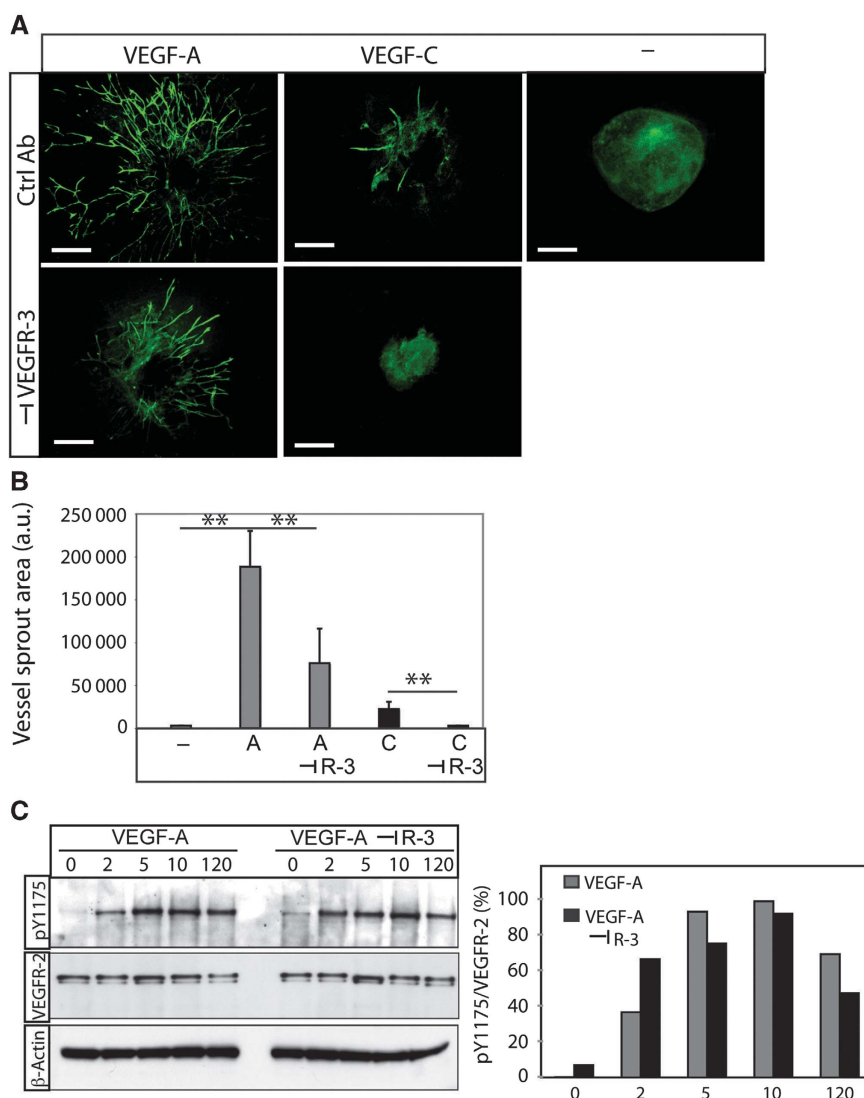 A
VEGF-A VEGF-C –
Ctrl Ab
⊣ VEGFR-3
B
Vessel sprout area (a.u.)
250 000
200 000
150 000
100 000
50 000
0
** ** **
– A A C C
⊣ R-3 ⊣ R-3
C
VEGF-A VEGF-A ⊣ R-3
0 2 5 10 120 0 2 5 10 120
pY1175
VEGFR-2
β-Actin
pY1175/VEGFR-2 (%)
100
80
60
40
20
0
VEGF-A
VEGF-A
⊣ R-3
0 2 5 10 120